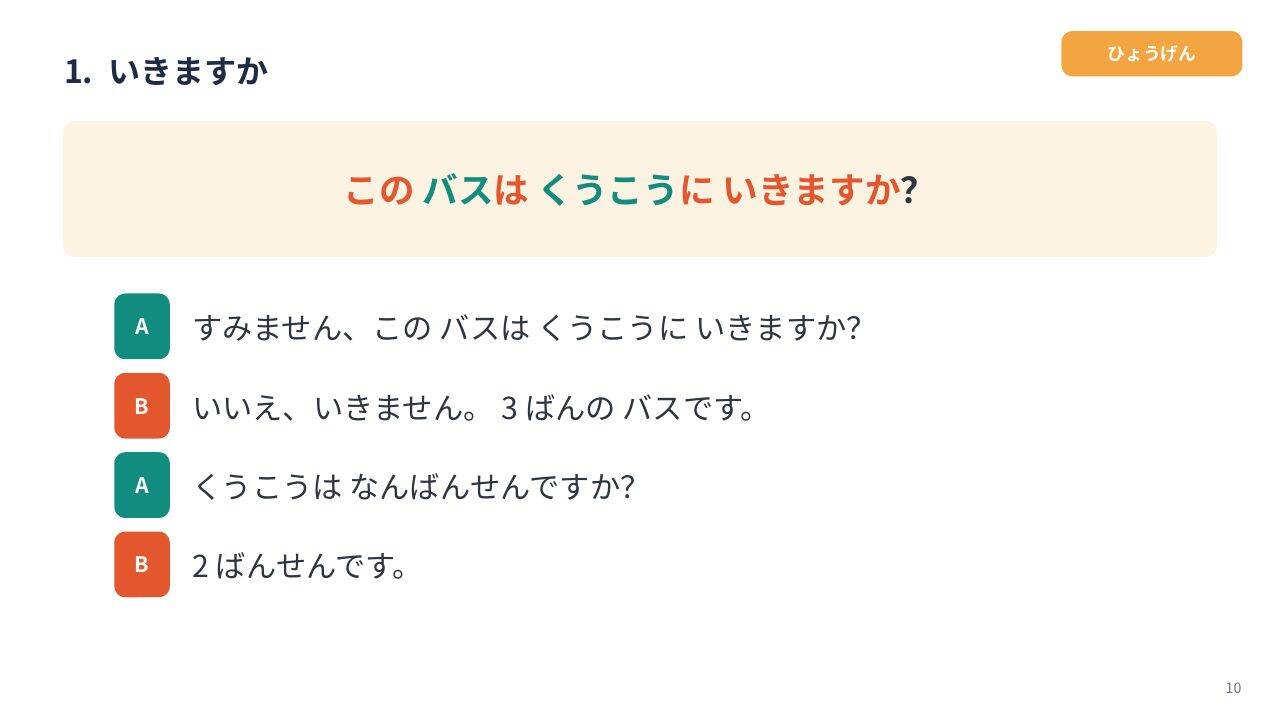 1. いきますか
ひょうげん
この バスは くうこうに いきますか?
A
すみません、この バスは くうこうに いきますか?
B
いいえ、いきません。 3 ばんの バスです。
A
くうこうは なんばんせんですか?
B
2 ばんせんです。
10